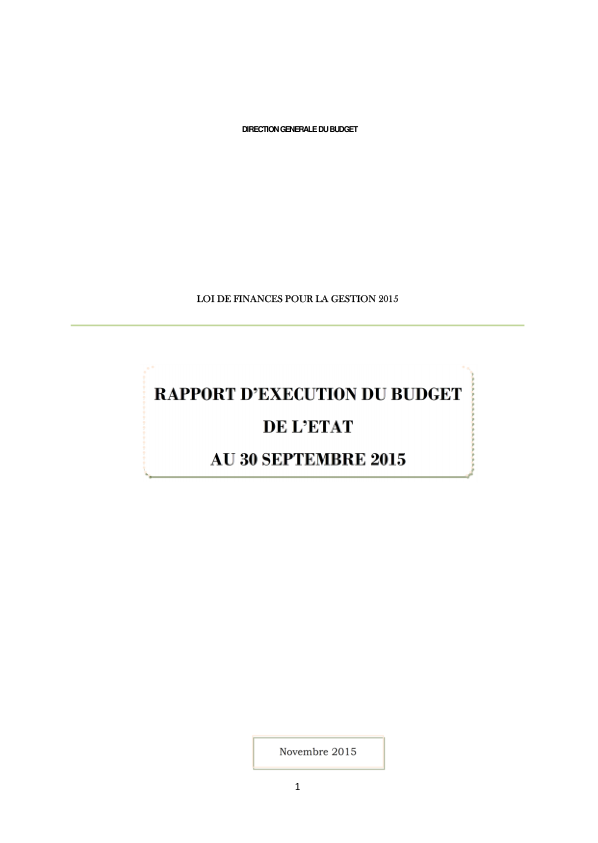 DIRECTION GENERALE DU BUDGET
LOI DE FINANCES POUR LA GESTION 2015
RAPPORT D’EXECUTION DU BUDGET
DE L’ETAT
AU 30 SEPTEMBRE 2015
Novembre 2015
1